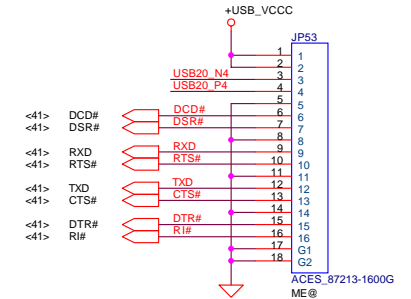 +USB_VCCC
JP53
1 1
2 2
USB20_N4 3 3
USB20_P4 4 4
5 5
<41> DCD# DCD# 6 6
<41> DSR# DSR# 7 7
8 8
<41> RXD RXD 9 9
<41> RTS# RTS# 10 10
11 11
<41> TXD TXD 12 12
<41> CTS# CTS# 13 13
14 14
<41> DTR# DTR# 15 15
<41> RI# RI# 16 16
17 G1
18 G2
ACES_87213-1600G
ME@